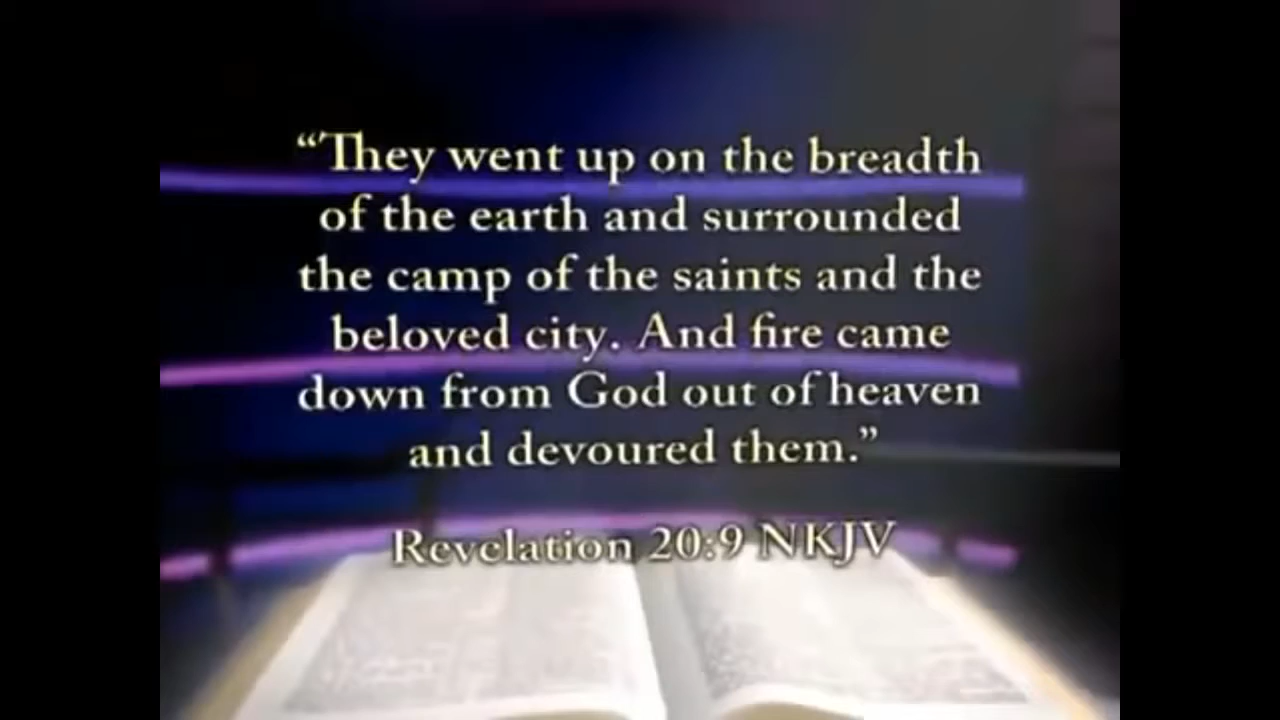 “They went up on the breadth
of the earth and surrounded
the camp of the saints and the
beloved city. And fire came
down from God out of heaven
and devoured them.”
Revelation 20:9 NKJV